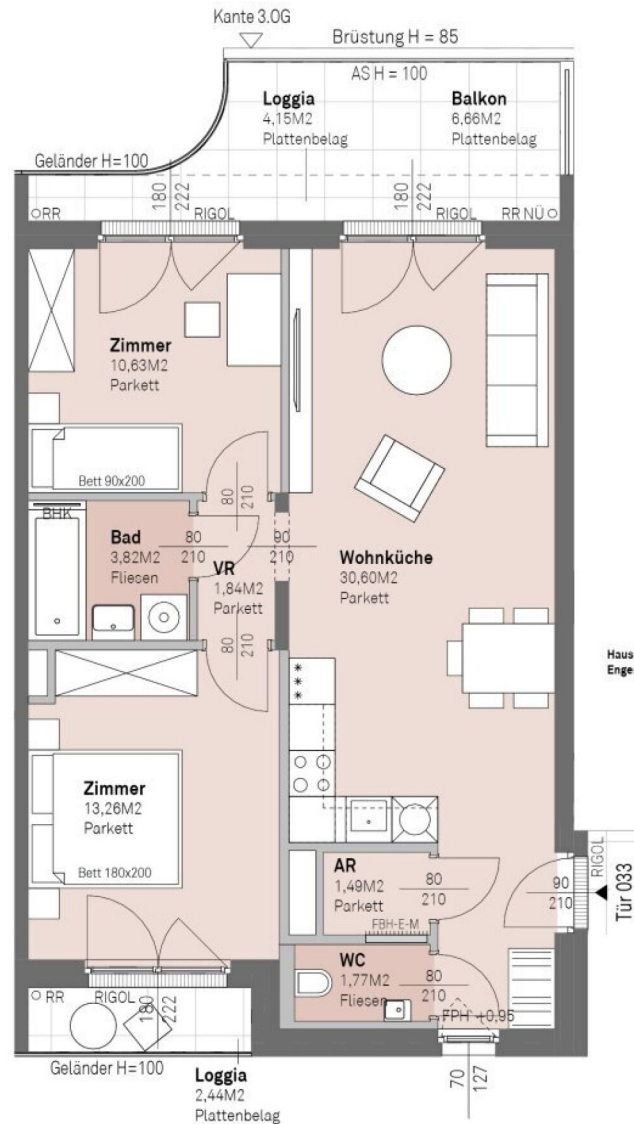 Kante 3.OG
Brüstung H = 85
AS H = 100
Loggia
4,15M2
Plattenbelag
Balkon
6,66M2
Plattenbelag
Geländer H=100
180
222
180
222
RR
RIGOL
RIGOL
RR NÜ
Zimmer
10,63M2
Parkett
Bett 90x200
80
210
BHK
Bad
3,82M2
Fliesen
80
210
90
210
VR
1,84M2
Parkett
Wohnküche
30,60M2
Parkett
80
210
Haus
Zimmer
13,26M2
Parkett
Bett 180x200
AR
1,49M2
Parkett
80
210
FBH-E-M
90
210
RIGOL
Tür 033
WC
1,77M2
Fliesen
80
210
FPH +0,95
RR
RIGOL
180
222
70
127
Geländer H=100
Loggia
2,44M2
Plattenbelag